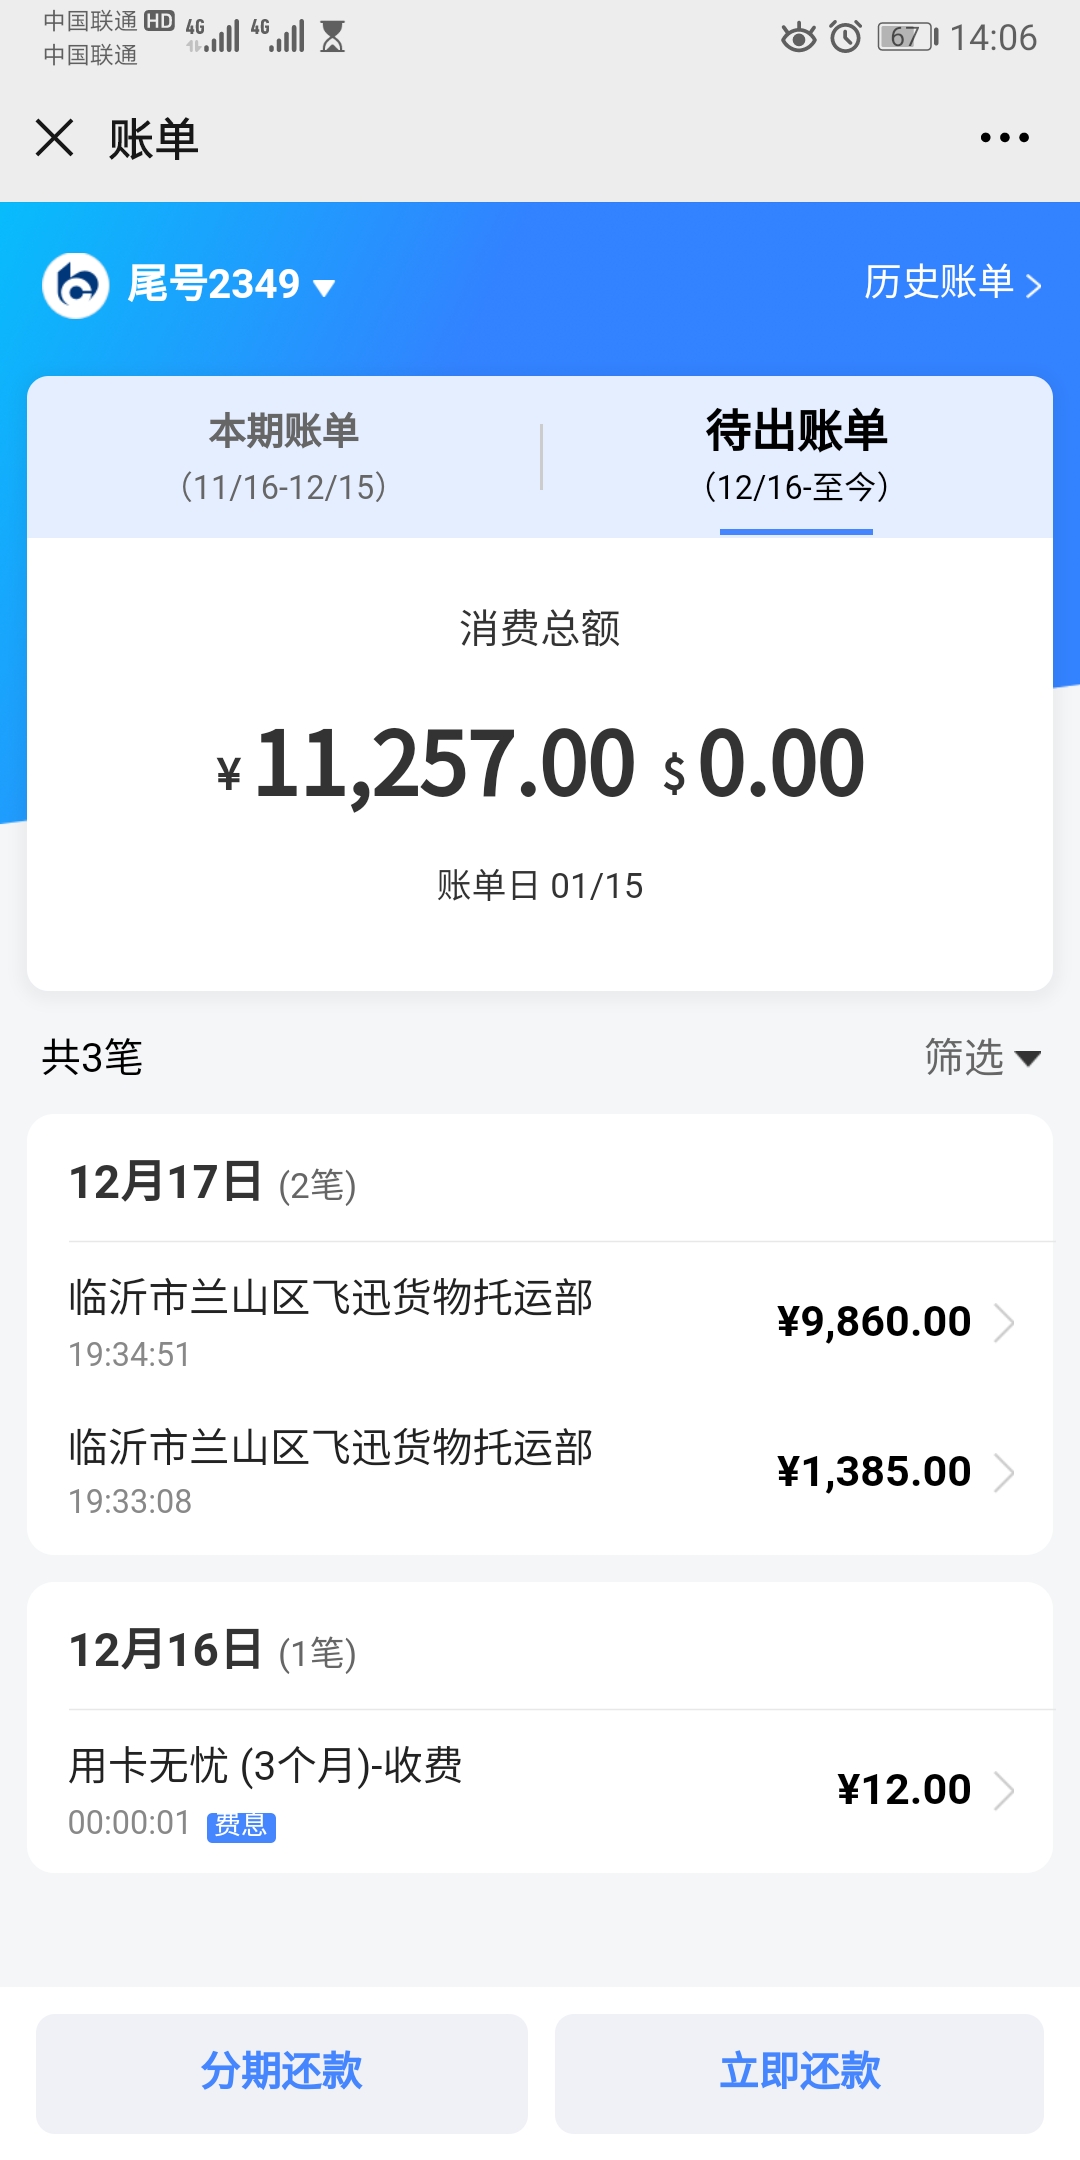 中国联通 HD 4G 4G 67 14:06
中国联通
账单
尾号2349 历史账单
本期账单 待出账单
(11/16-12/15) (12/16-至今)
消费总额
¥11,257.00 $0.00
账单日 01/15
共3笔 筛选
12月17日 (2笔)
临沂市兰山区飞迅货物托运部 ¥9,860.00
19:34:51
临沂市兰山区飞迅货物托运部 ¥1,385.00
19:33:08
12月16日 (1笔)
用卡无忧 (3个月)-收费 ¥12.00
00:00:01 费息
分期还款 立即还款